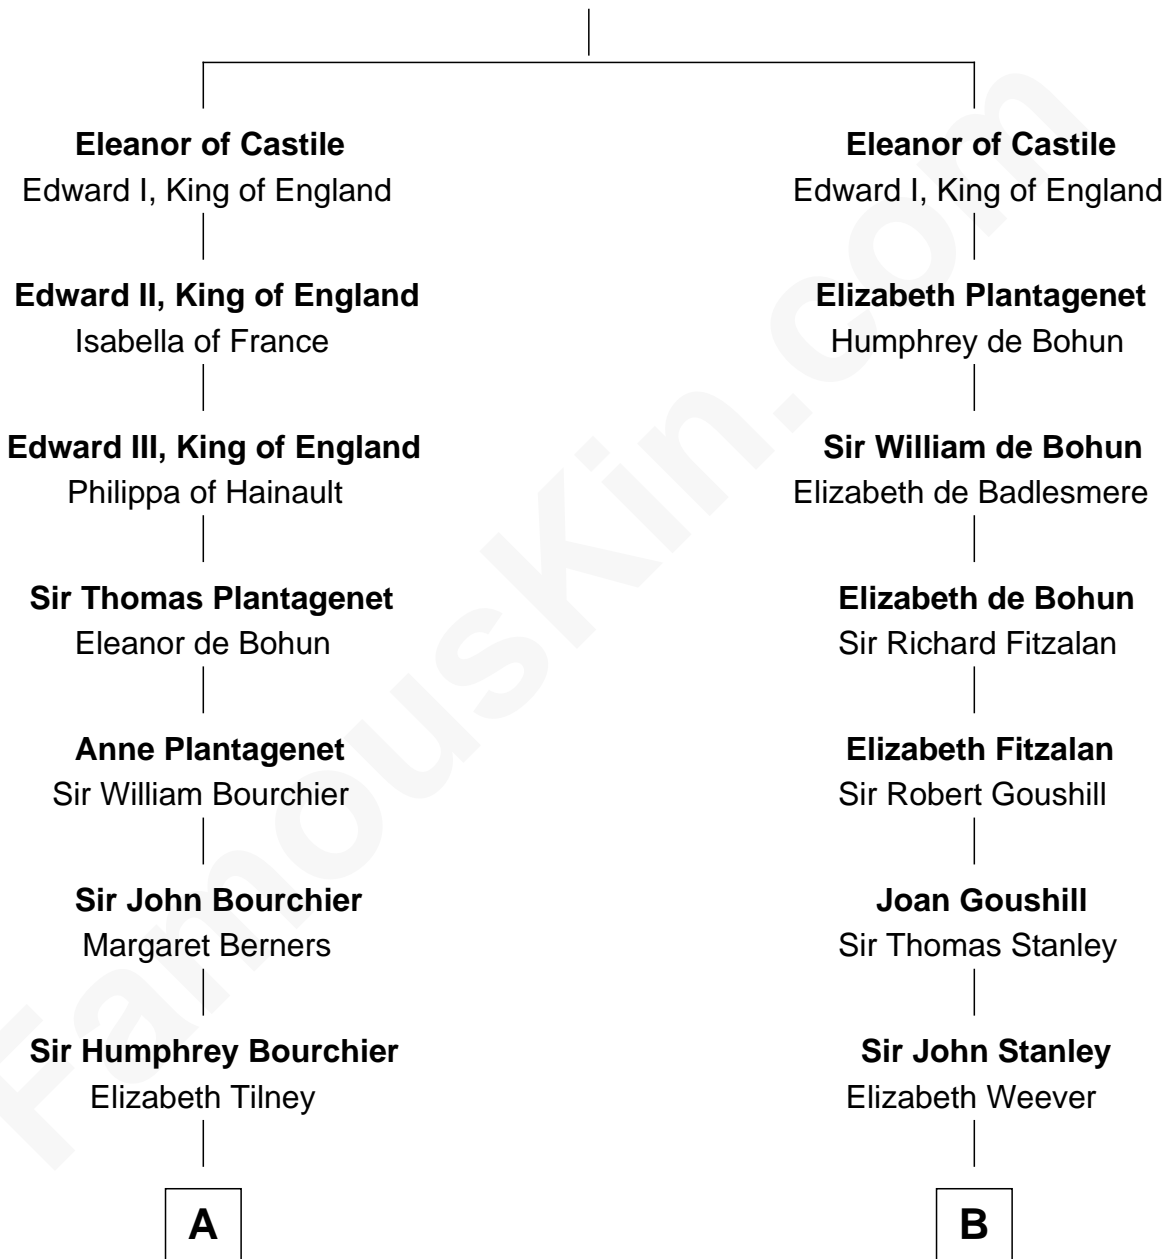 Eleanor of Castile
Edward I, King of England
Edward II, King of England
Isabella of France
Edward III, King of England
Philippa of Hainault
Sir Thomas Plantagenet
Eleanor de Bohun
Anne Plantagenet
Sir William Bourchier
Sir John Bourchier
Margaret Berners
Sir Humphrey Bourchier
Elizabeth Tilney
A
Eleanor of Castile
Edward I, King of England
Elizabeth Plantagenet
Humphrey de Bohun
Sir William de Bohun
Elizabeth de Badlesmere
Elizabeth de Bohun
Sir Richard Fitzalan
Elizabeth Fitzalan
Sir Robert Goushill
Joan Goushill
Sir Thomas Stanley
Sir John Stanley
Elizabeth Weever
B
FamousKin.com